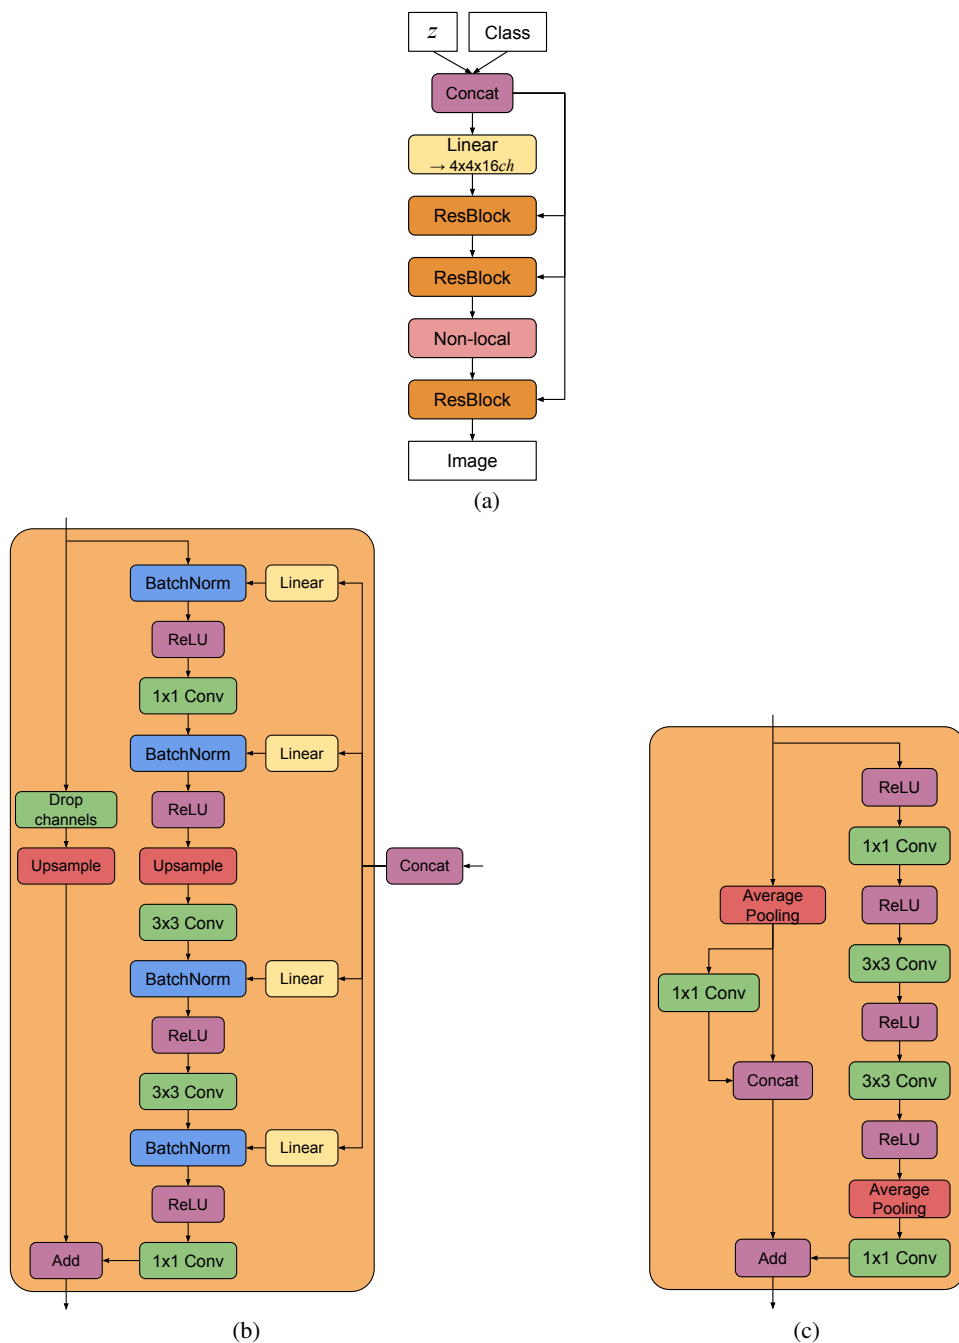 z
Class
Concat
Linear
→ 4x4x16ch
ResBlock
ResBlock
Non-local
ResBlock
Image
(a)
BatchNorm
Linear
ReLU
1x1 Conv
BatchNorm
Linear
ReLU
Drop
channels
Upsample
Upsample
Concat
3x3 Conv
BatchNorm
Linear
ReLU
3x3 Conv
BatchNorm
Linear
ReLU
Add
1x1 Conv
(b)
ReLU
1x1 Conv
Average
Pooling
ReLU
3x3 Conv
1x1 Conv
ReLU
Concat
3x3 Conv
ReLU
Average
Pooling
Add
1x1 Conv
(c)